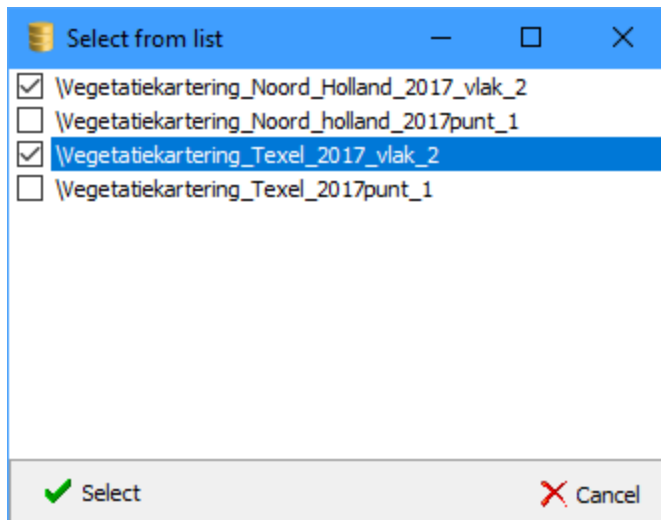 Select from list
\Vegetatiekartering_Noord_Holland_2017_vlak_2
\Vegetatiekartering_Noord_holland_2017punt_1
\Vegetatiekartering_Texel_2017_vlak_2
\Vegetatiekartering_Texel_2017punt_1
Select Cancel